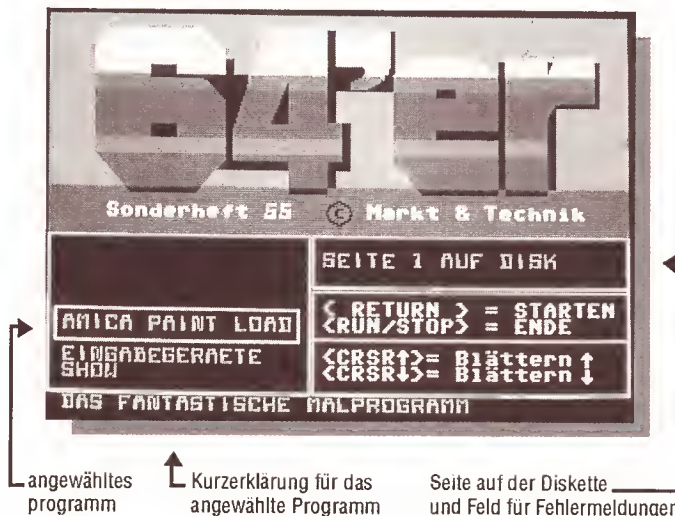 64'er
Sonderheft 55 © Markt & Technik
SEITE 1 AUF DISK
AMICA PAINT LOAD
EINGABEGERAETE
SHOW
< RETURN > = STARTEN
<RUN/STOP> = ENDE
<CRSR↑>= Blättern ↑
<CRSR↓>= Blättern ↓
DAS FANTASTISCHE MALPROGRAMM
angewähltes
programm
Kurzerklärung für das
angewählte Programm
Seite auf der Diskette
und Feld für Fehlermeldungen